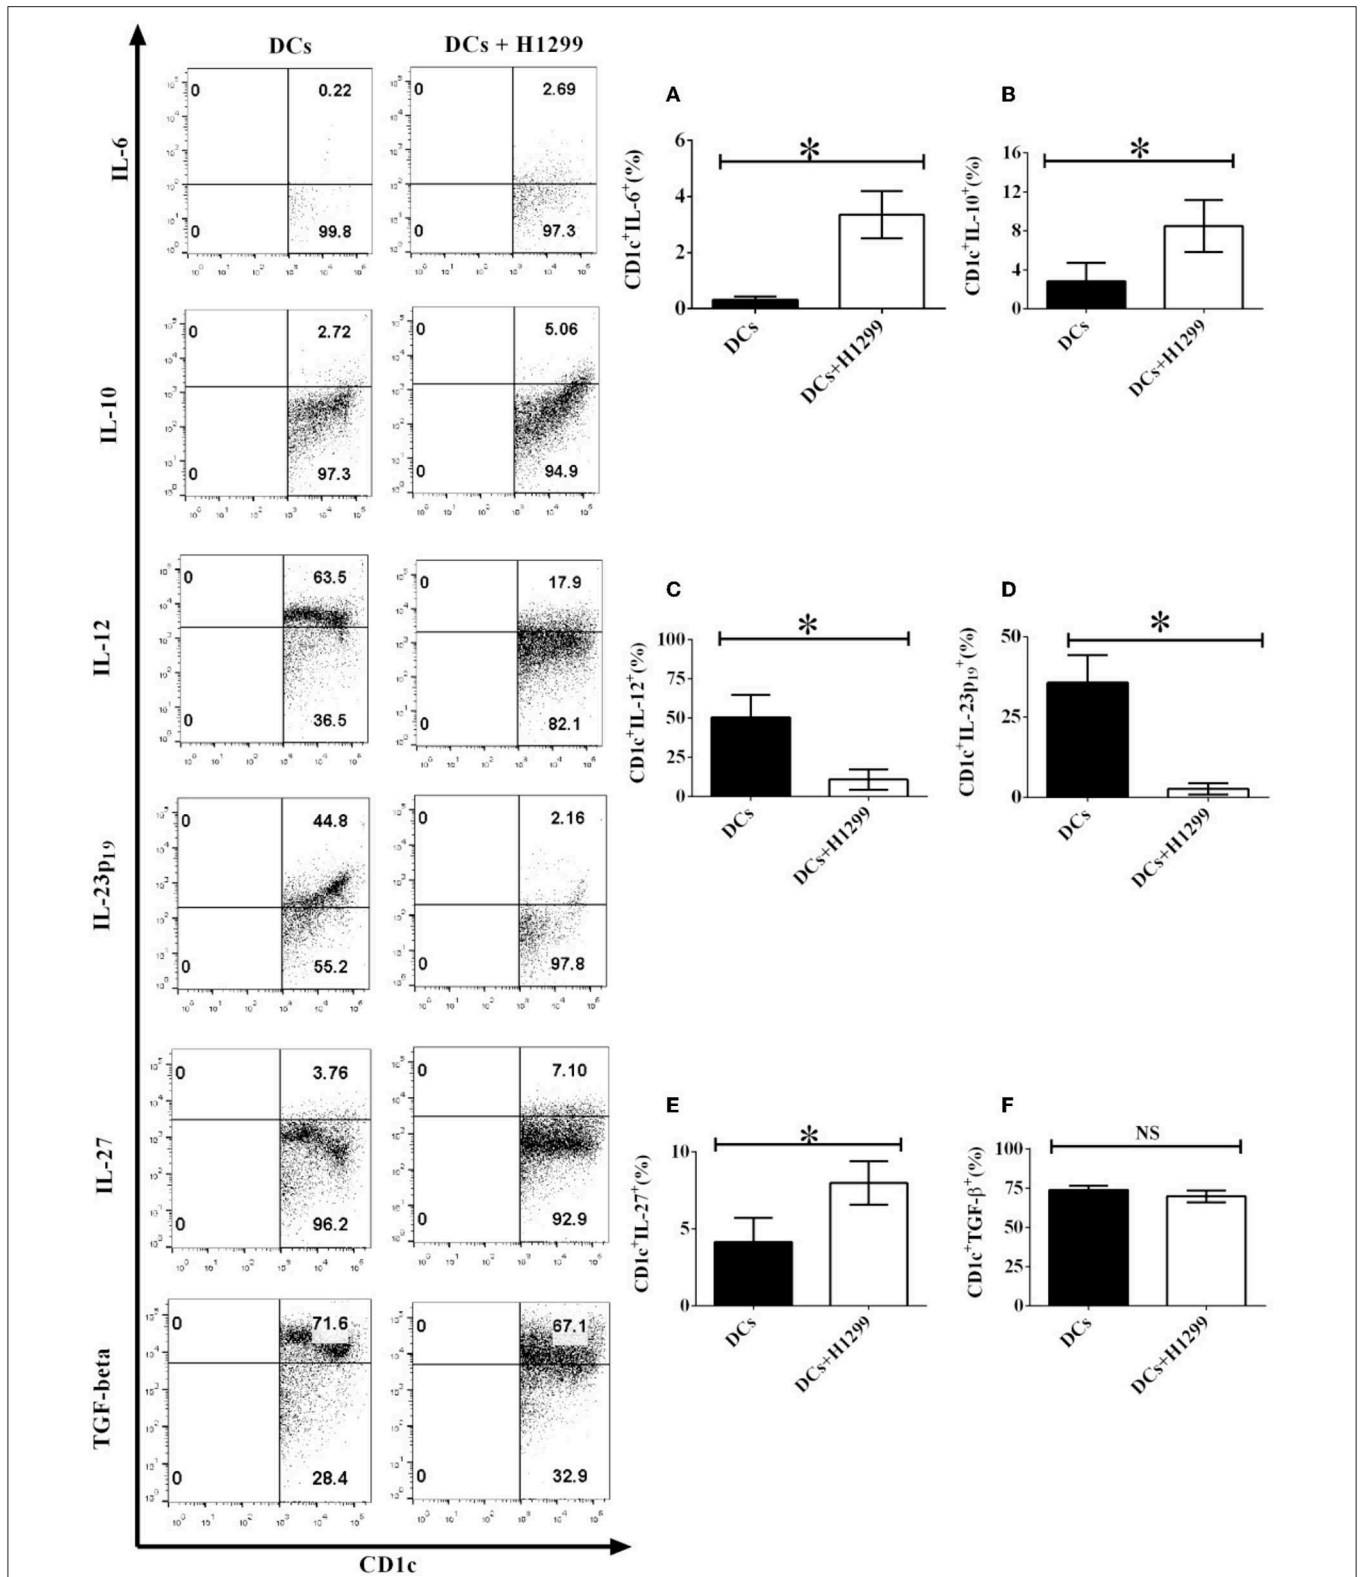 DCs
DCs + H1299
IL-6
0
0.22
0
99.8
0
2.69
0
97.3
IL-10
0
2.72
0
97.3
0
5.06
0
94.9
IL-12
0
63.5
0
36.5
0
17.9
0
82.1
IL-23p19
0
44.8
0
55.2
0
2.16
0
97.8
IL-27
0
3.76
0
96.2
0
7.10
0
92.9
TGF-beta
0
71.6
0
28.4
0
67.1
0
32.9
CD1c
A
CD1c+IL-6+(%)
6
4
2
0
*
DCs
DCs+H1299
B
CD1c+IL-10+(%)
16
12
8
4
0
*
DCs
DCs+H1299
C
CD1c+IL-12+(%)
100
75
50
25
0
*
DCs
DCs+H1299
D
CD1c+IL-23p19+(%)
50
25
0
*
DCs
DCs+H1299
E
CD1c+IL-27+(%)
10
5
0
*
DCs
DCs+H1299
F
CD1c+TGF-β+(%)
100
75
50
25
0
NS
DCs
DCs+H1299